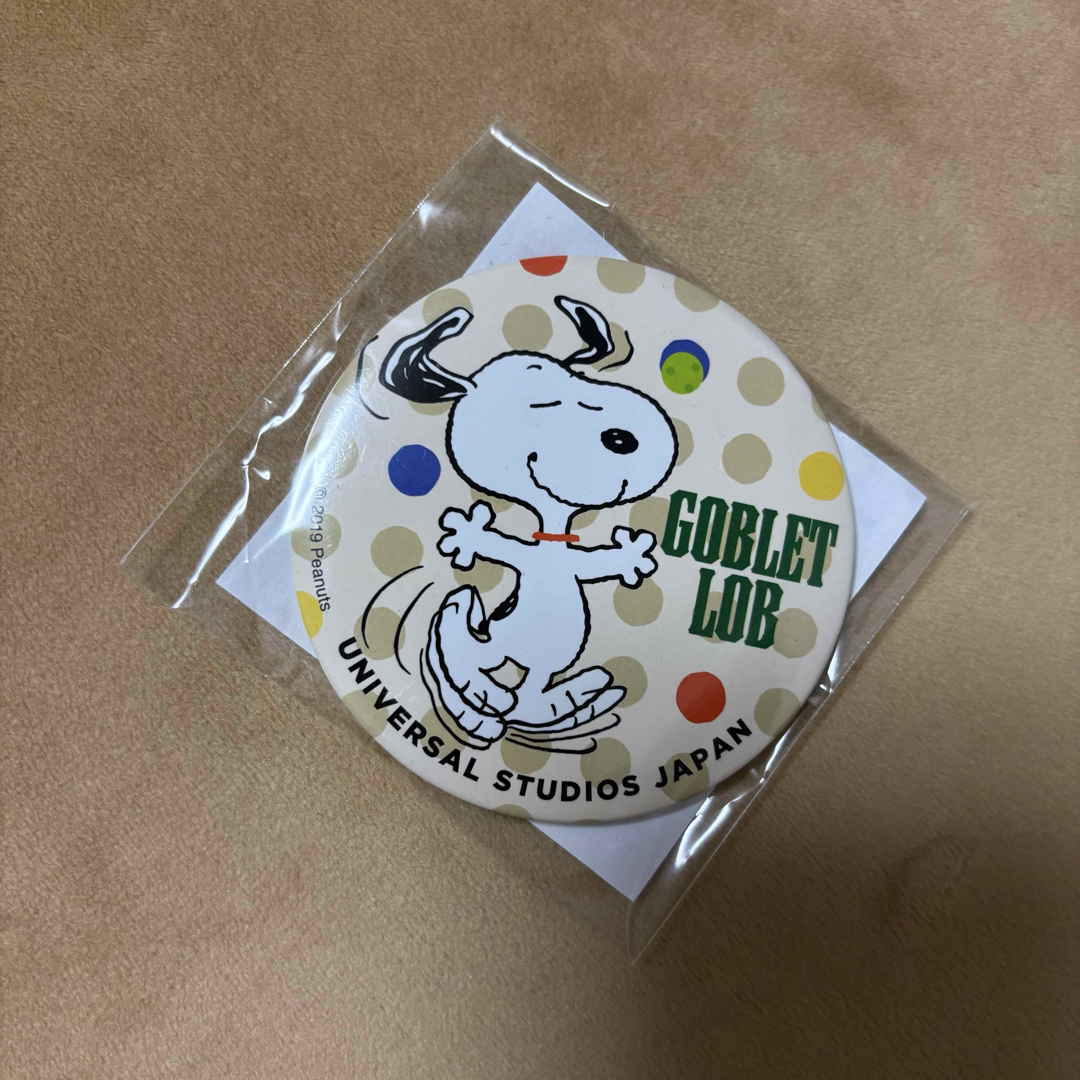 GOBLET
LOB
© 2019 Peanuts
UNIVERSAL STUDIOS JAPAN